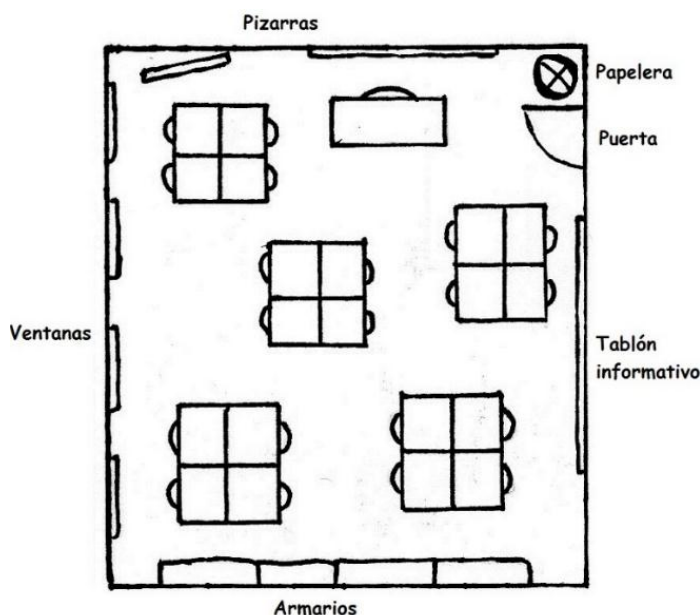 Pizarras
Papelera
Puerta
Ventanas
Tablón
informativo
Armarios